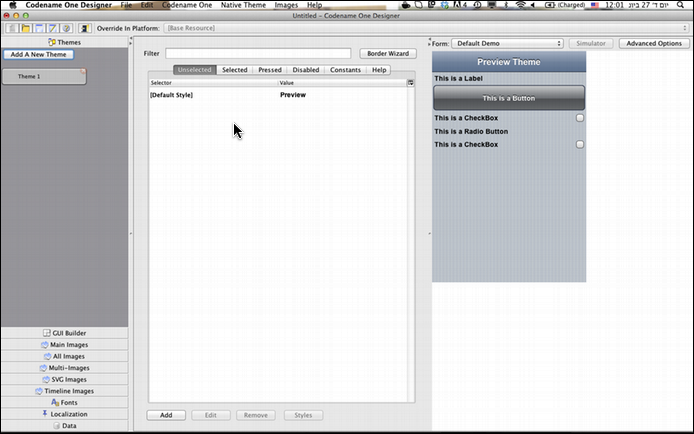 Codename One Designer File Edit Codename One Native Theme Images Help 4 (Charged) 12:01 יום ד' 27 ביונ
Untitled – Codename One Designer
Override In Platform: [Base Resource]
Themes
Add A New Theme
Theme 1
GUI Builder
Main Images
All Images
Multi-Images
SVG Images
Timeline Images
Fonts
Localization
Data
Filter
Border Wizard
Unselected Selected Pressed Disabled Constants Help
Selector Value
[Default Style] Preview
Add Edit Remove Styles
Form: Default Demo Simulator Advanced Options
Preview Theme
This is a Label
This is a Button
This is a CheckBox
This is a Radio Button
This is a CheckBox